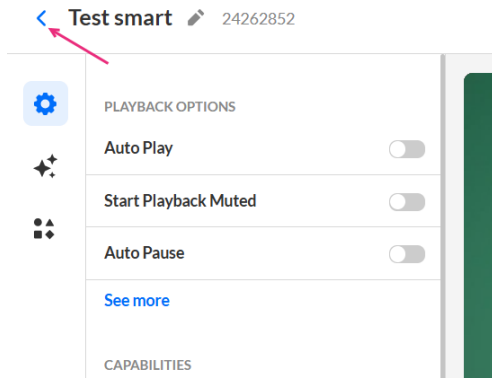 Test smart 24262852
PLAYBACK OPTIONS
Auto Play
Start Playback Muted
Auto Pause
See more
CAPABILITIES